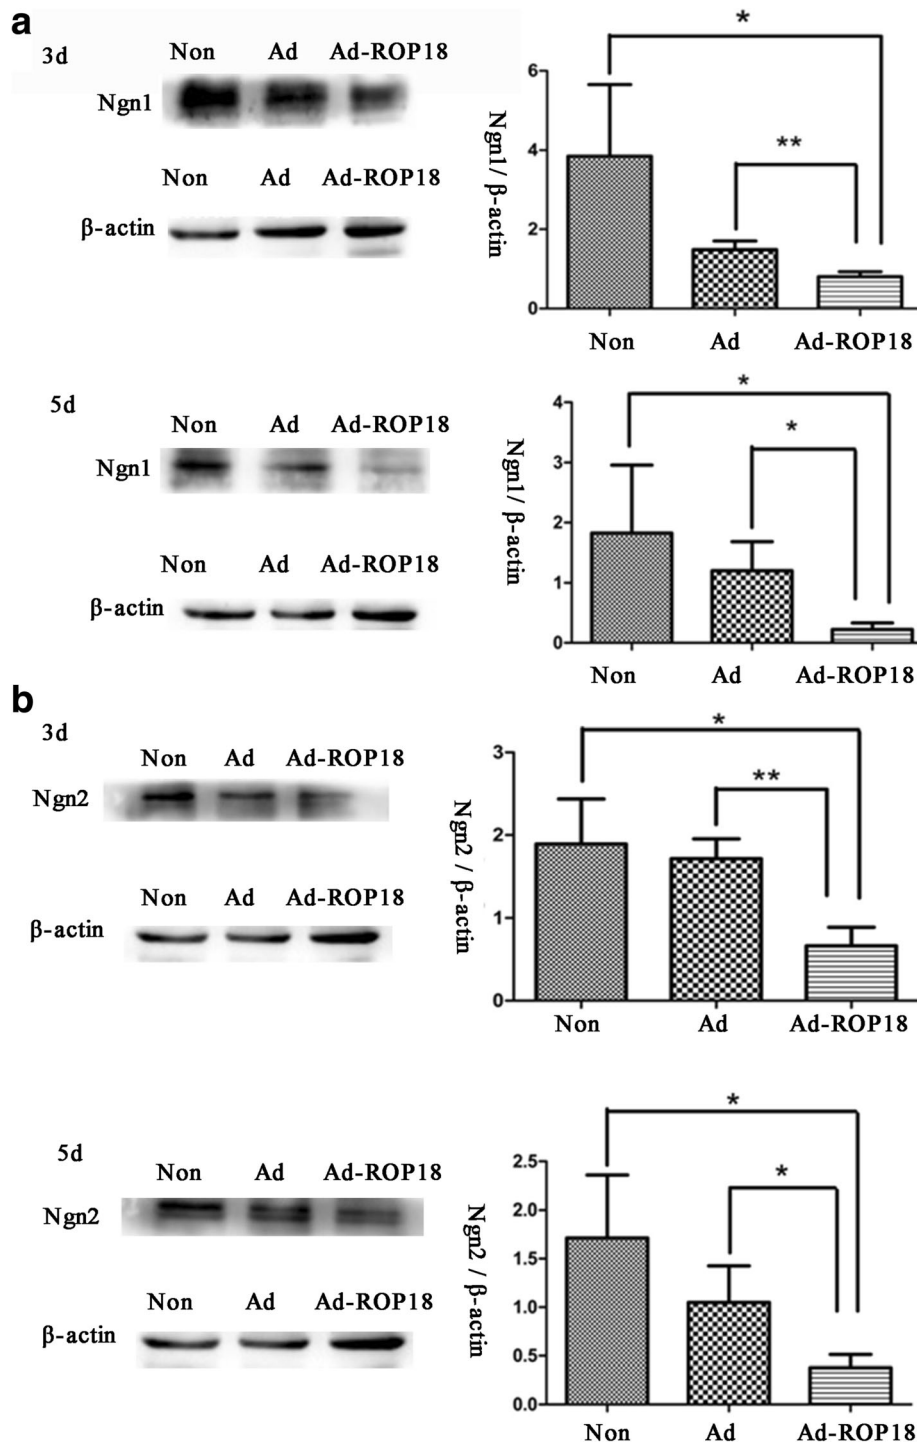 a
3d
Non Ad Ad-ROP18
Ngn1
Non Ad Ad-ROP18
β-actin
Ngn1/ β-actin
6
4
2
0
*
**
Non Ad Ad-ROP18
5d
Non Ad Ad-ROP18
Ngn1
Non Ad Ad-ROP18
β-actin
Ngn1/ β-actin
4
3
2
1
0
*
*
Non Ad Ad-ROP18
b
3d
Non Ad Ad-ROP18
Ngn2
Non Ad Ad-ROP18
β-actin
Ngn2 / β-actin
3
2
1
0
*
**
Non Ad Ad-ROP18
5d
Non Ad Ad-ROP18
Ngn2
Non Ad Ad-ROP18
β-actin
Ngn2 / β-actin
2.5
2.0
1.5
1.0
0.5
0.0
*
*
Non Ad Ad-ROP18